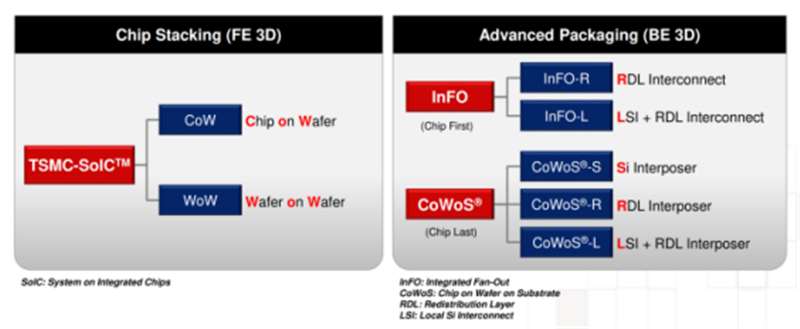 Chip Stacking (FE 3D)
TSMC-SoIC™
CoW
Chip on Wafer
WoW
Wafer on Wafer
SoIC: System on Integrated Chips
Advanced Packaging (BE 3D)
InFO
(Chip First)
InFO-R
RDL Interconnect
InFO-L
LSI + RDL Interconnect
CoWoS®
(Chip Last)
CoWoS®-S
Si Interposer
CoWoS®-R
RDL Interposer
CoWoS®-L
LSI + RDL Interposer
InFO: Integrated Fan-Out
CoWoS: Chip on Wafer on Substrate
RDL: Redistribution Layer
LSI: Local Si Interconnect